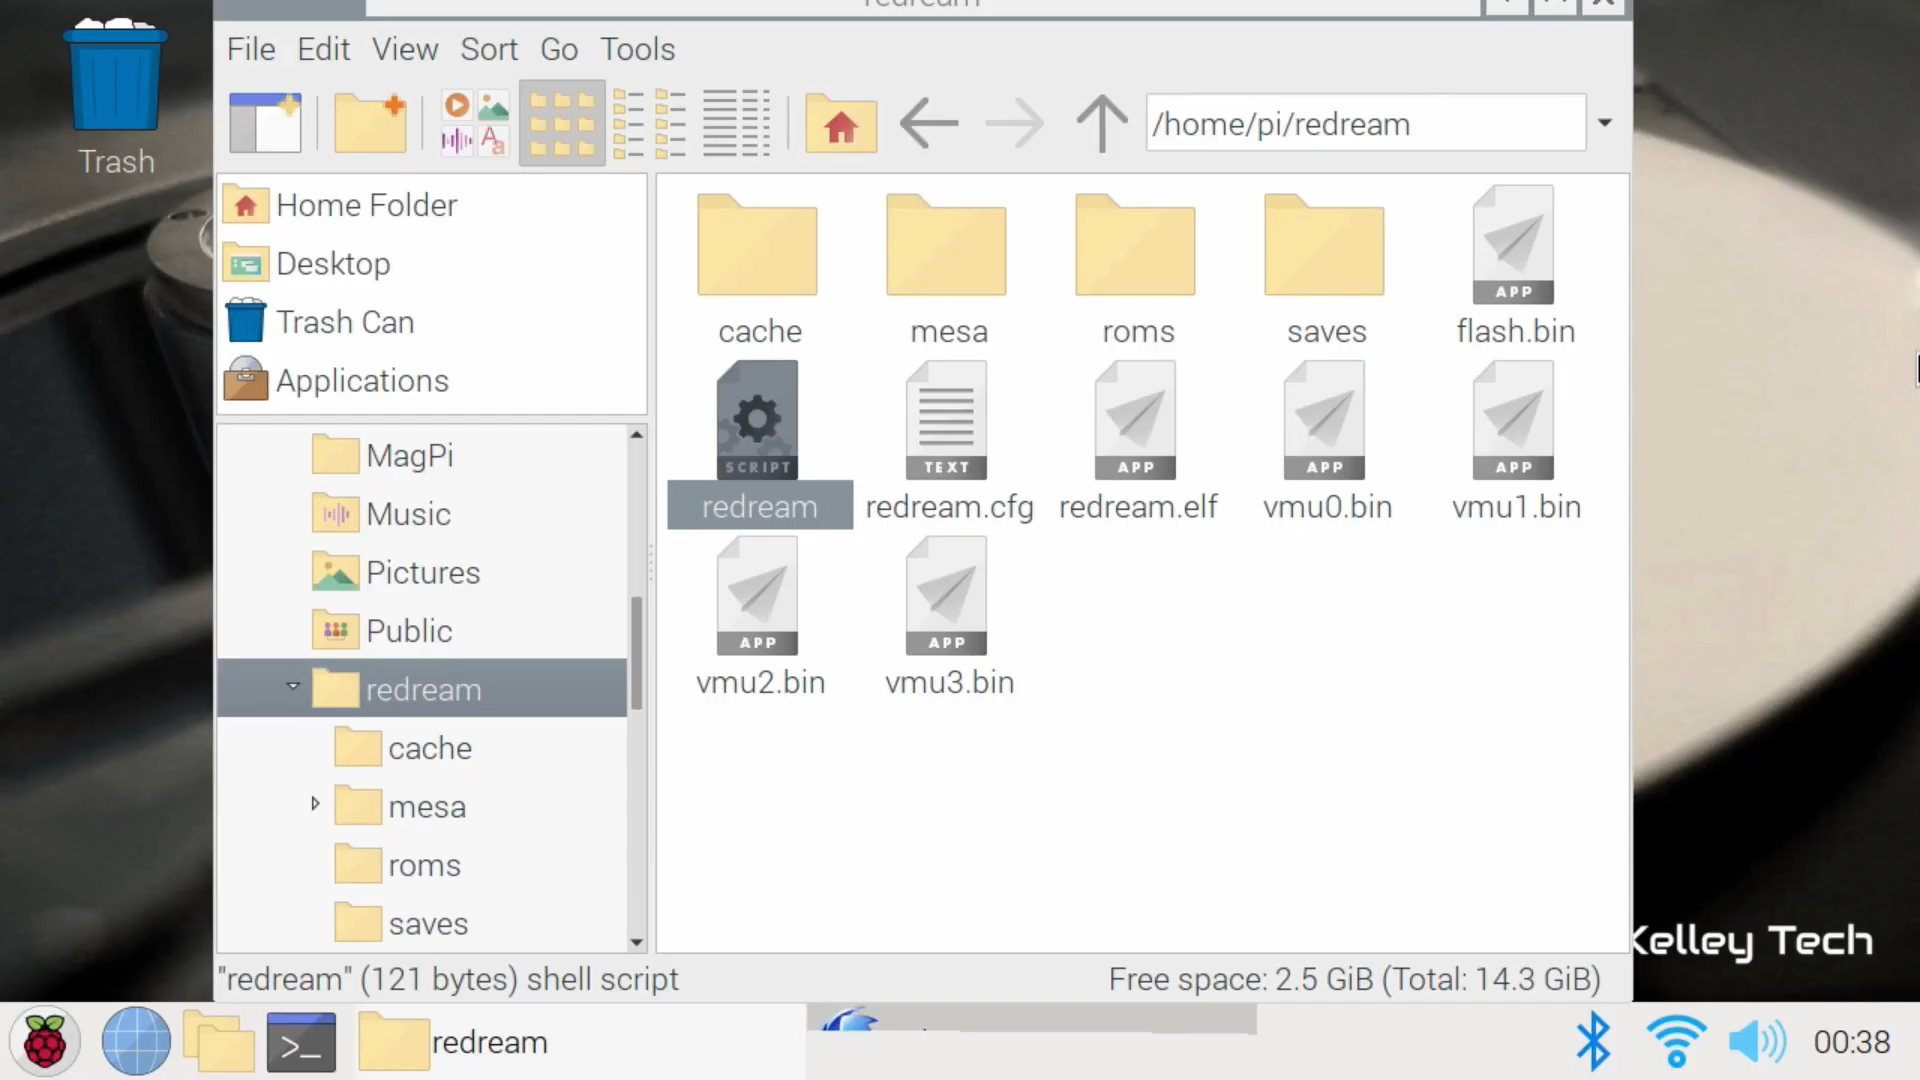 redream
Trash
File Edit View Sort Go Tools
/home/pi/redream
Home Folder
Desktop
Trash Can
Applications
MagPi
Music
Pictures
Public
redream
cache
mesa
roms
saves
cache mesa roms saves flash.bin
APP
SCRIPT TEXT APP APP APP
redream redream.cfg redream.elf vmu0.bin vmu1.bin
APP APP
vmu2.bin vmu3.bin
"redream" (121 bytes) shell script
Free space: 2.5 GiB (Total: 14.3 GiB)
Kelley Tech
redream
00:38